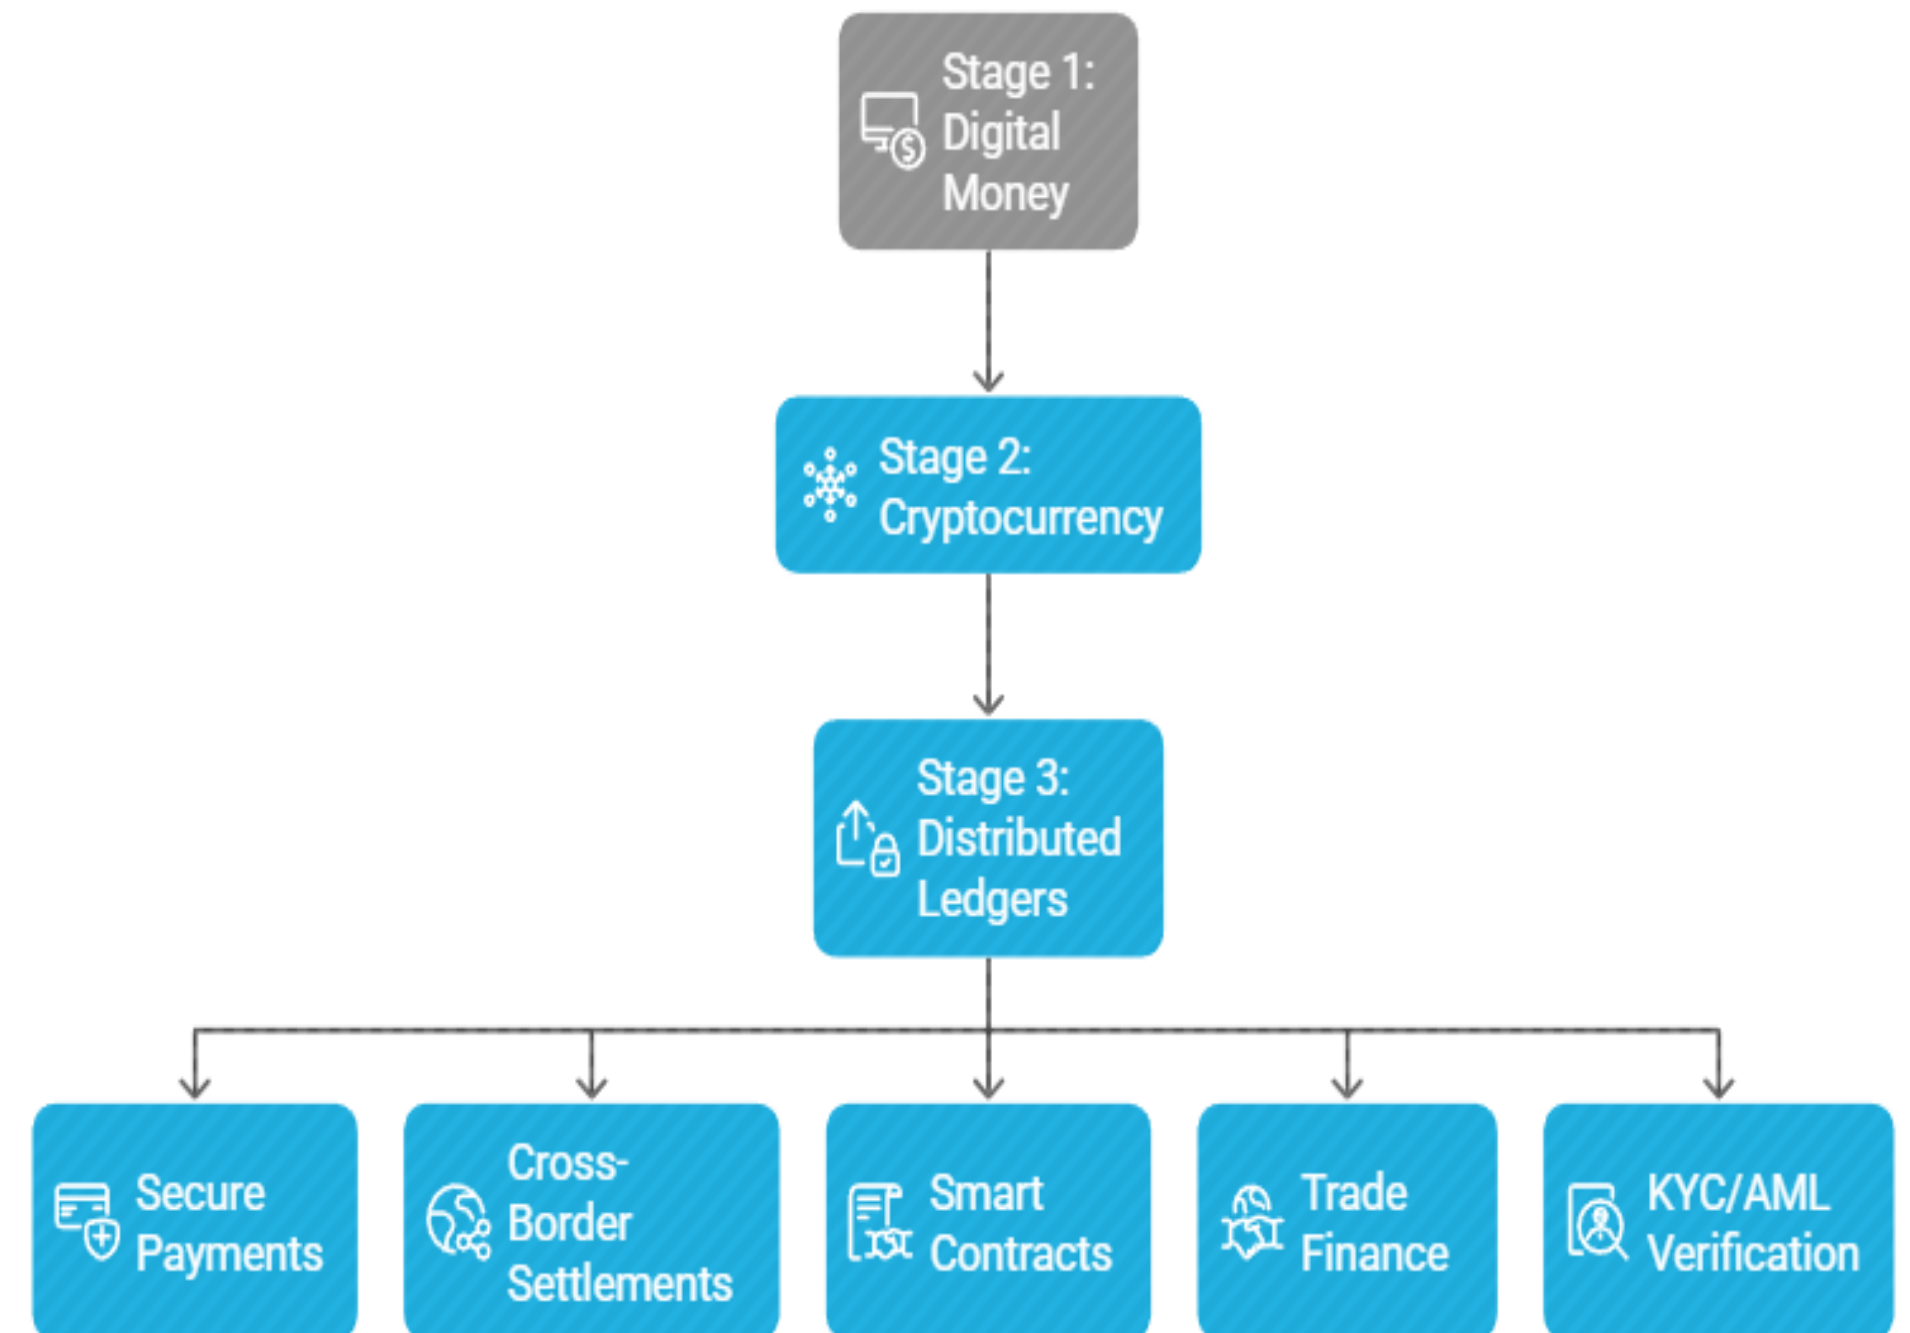 Stage 1:
Digital
Money
Stage 2:
Cryptocurrency
Stage 3:
Distributed
Ledgers
Secure
Payments
Cross-
Border
Settlements
Smart
Contracts
Trade
Finance
KYC/AML
Verification